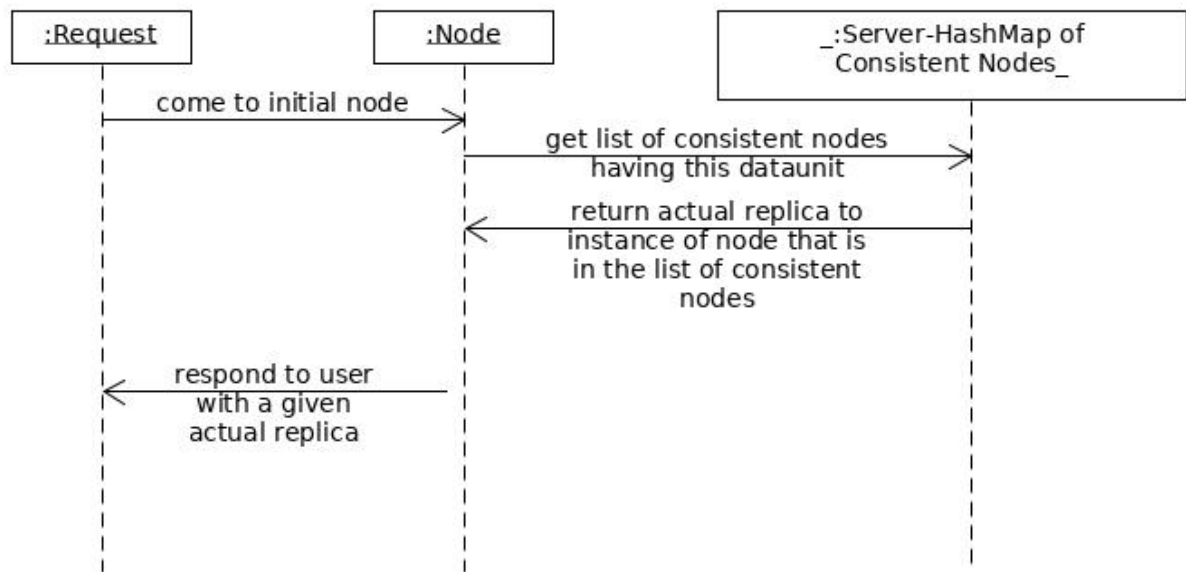 :Request
:Node
_:Server-HashMap of
Consistent Nodes_
come to initial node
get list of consistent nodes
having this dataunit
return actual replica to
instance of node that is
in the list of consistent
nodes
respond to user
with a given
actual replica